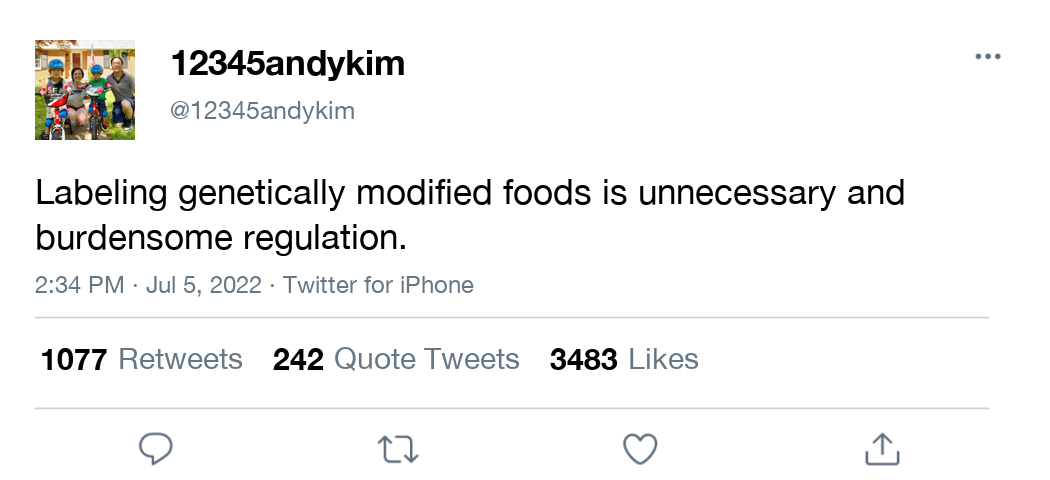 12345andykim
@12345andykim
Labeling genetically modified foods is unnecessary and
burdensome regulation.
2:34 PM · Jul 5, 2022 · Twitter for iPhone
1077 Retweets 242 Quote Tweets 3483 Likes